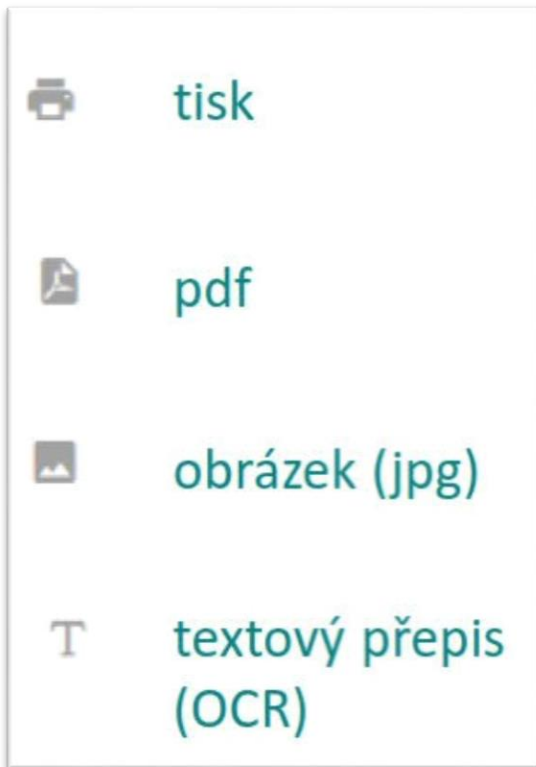 tisk
pdf
obrázek (jpg)
textový přepis
(OCR)